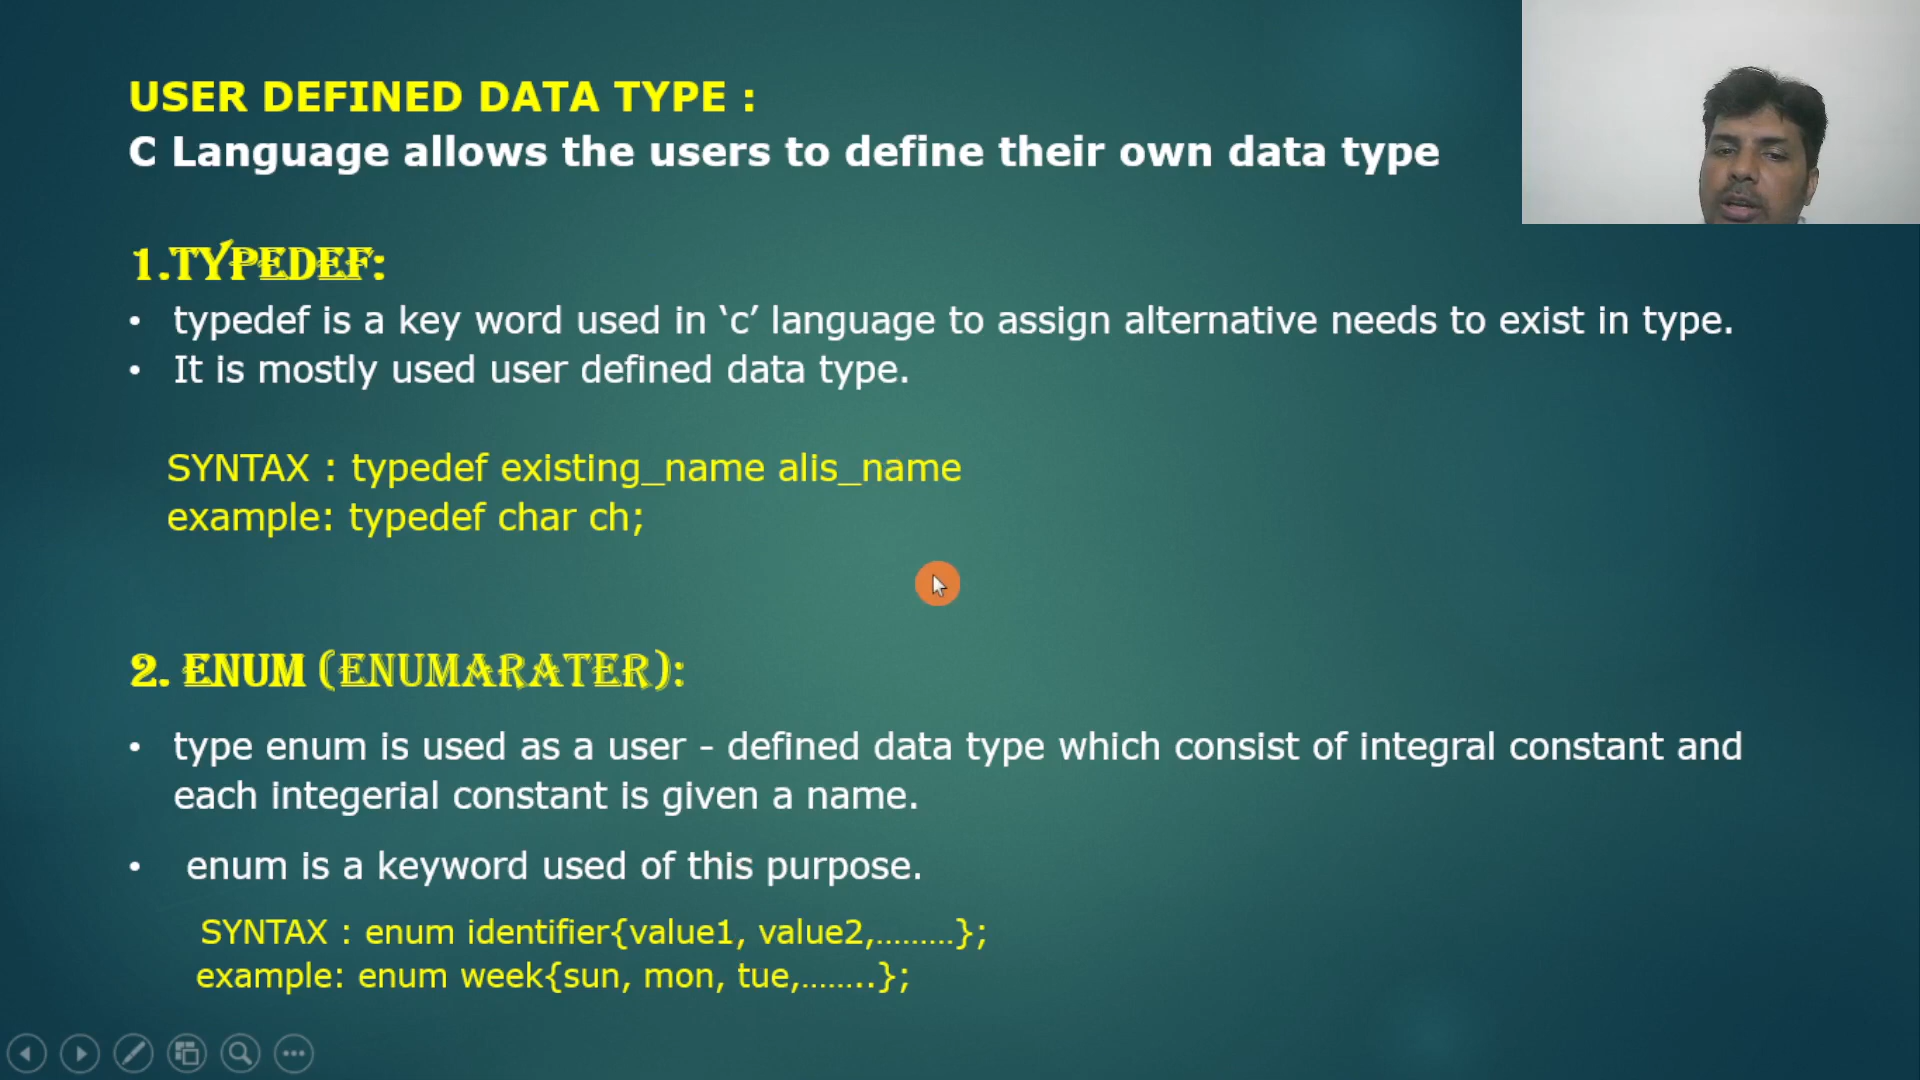 USER DEFINED DATA TYPE :
C Language allows the users to define their own data type
1.TYPEDEF:
• typedef is a key word used in ‘c’ language to assign alternative needs to exist in type.
• It is mostly used user defined data type.
SYNTAX : typedef existing_name alis_name
example: typedef char ch;
2. ENUM (ENUMARATER):
• type enum is used as a user - defined data type which consist of integral constant and
each integerial constant is given a name.
• enum is a keyword used of this purpose.
SYNTAX : enum identifier{value1, value2,.........};
example: enum week{sun, mon, tue,........};